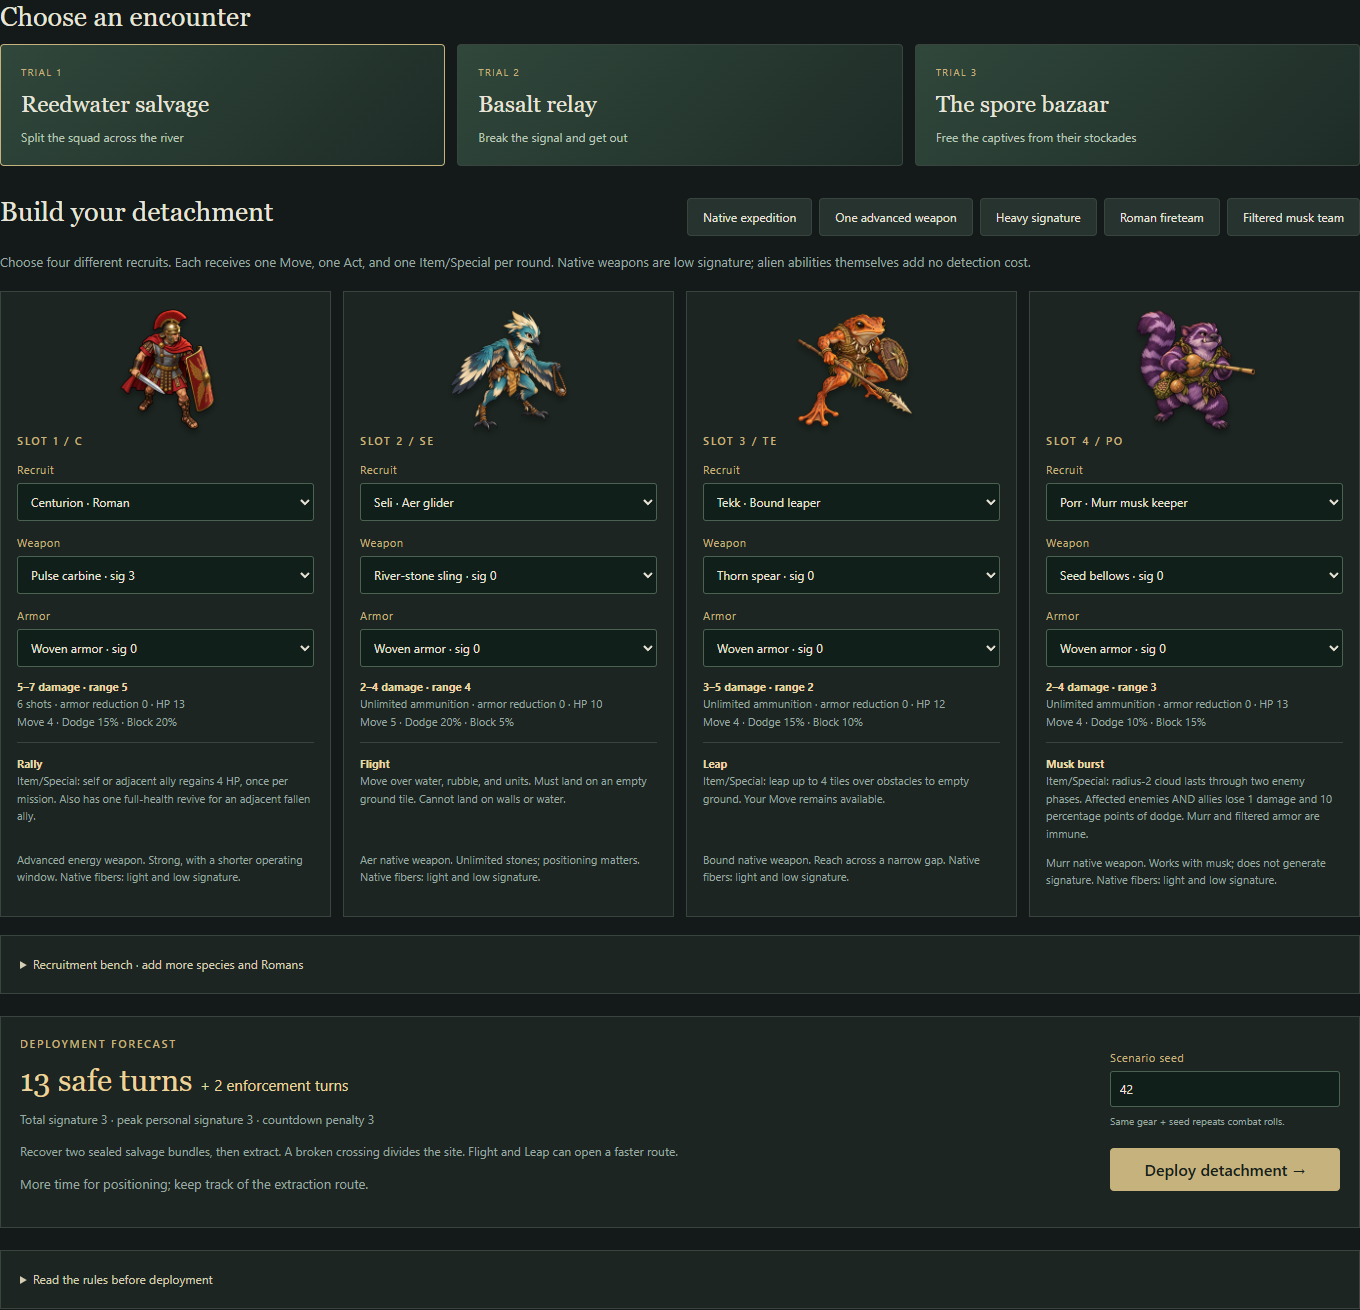 Choose an encounter
TRIAL 1
Reedwater salvage
Split the squad across the river
TRIAL 2
Basalt relay
Break the signal and get out
TRIAL 3
The spore bazaar
Free the captives from their stockades
Build your detachment
Native expedition
One advanced weapon
Heavy signature
Roman fireteam
Filtered musk team
Choose four different recruits. Each receives one Move, one Act, and one Item/Special per round. Native weapons are low signature; alien abilities themselves add no detection cost.
SLOT 1 / C
Recruit
Centurion · Roman
Weapon
Pulse carbine · sig 3
Armor
Woven armor · sig 0
5–7 damage · range 5
6 shots · armor reduction 0 · HP 13
Move 4 · Dodge 15% · Block 20%
Rally
Item/Special: self or adjacent ally regains 4 HP, once per
mission. Also has one full-health revive for an adjacent fallen
ally.
Advanced energy weapon. Strong, with a shorter operating
window. Native fibers: light and low signature.
SLOT 2 / SE
Recruit
Seli · Aer glider
Weapon
River-stone sling · sig 0
Armor
Woven armor · sig 0
2–4 damage · range 4
Unlimited ammunition · armor reduction 0 · HP 10
Move 5 · Dodge 20% · Block 5%
Flight
Move over water, rubble, and units. Must land on an empty
ground tile. Cannot land on walls or water.
Aer native weapon. Unlimited stones; positioning matters.
Native fibers: light and low signature.
SLOT 3 / TE
Recruit
Tekk · Bound leaper
Weapon
Thorn spear · sig 0
Armor
Woven armor · sig 0
3–5 damage · range 2
Unlimited ammunition · armor reduction 0 · HP 12
Move 4 · Dodge 15% · Block 10%
Leap
Item/Special: leap up to 4 tiles over obstacles to empty
ground. Your Move remains available.
Bound native weapon. Reach across a narrow gap. Native
fibers: light and low signature.
SLOT 4 / PO
Recruit
Porr · Murr musk keeper
Weapon
Seed bellows · sig 0
Armor
Woven armor · sig 0
2–4 damage · range 3
Unlimited ammunition · armor reduction 0 · HP 13
Move 4 · Dodge 10% · Block 15%
Musk burst
Item/Special: radius-2 cloud lasts through two enemy
phases. Affected enemies AND allies lose 1 damage and 10
percentage points of dodge. Murr and filtered armor are
immune.
Murr native weapon. Works with musk; does not generate
signature. Native fibers: light and low signature.
▶ Recruitment bench · add more species and Romans
DEPLOYMENT FORECAST
13 safe turns + 2 enforcement turns
Total signature 3 · peak personal signature 3 · countdown penalty 3
Recover two sealed salvage bundles, then extract. A broken crossing divides the site. Flight and Leap can open a faster route.
More time for positioning; keep track of the extraction route.
Scenario seed
42
Same gear + seed repeats combat rolls.
Deploy detachment →
▶ Read the rules before deployment